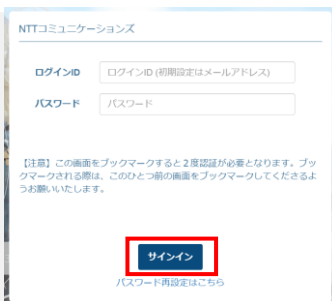 NTTコミュニケーションズ
ログインID
ログインID (初期設定はメールアドレス)
パスワード
パスワード
【注意】この画面をブックマークすると2度認証が必要となります。ブッ
クマークされる際は、このひとつ前の画面をブックマークしてくださるよ
うお願いいたします。
サインイン
パスワード再設定はこちら